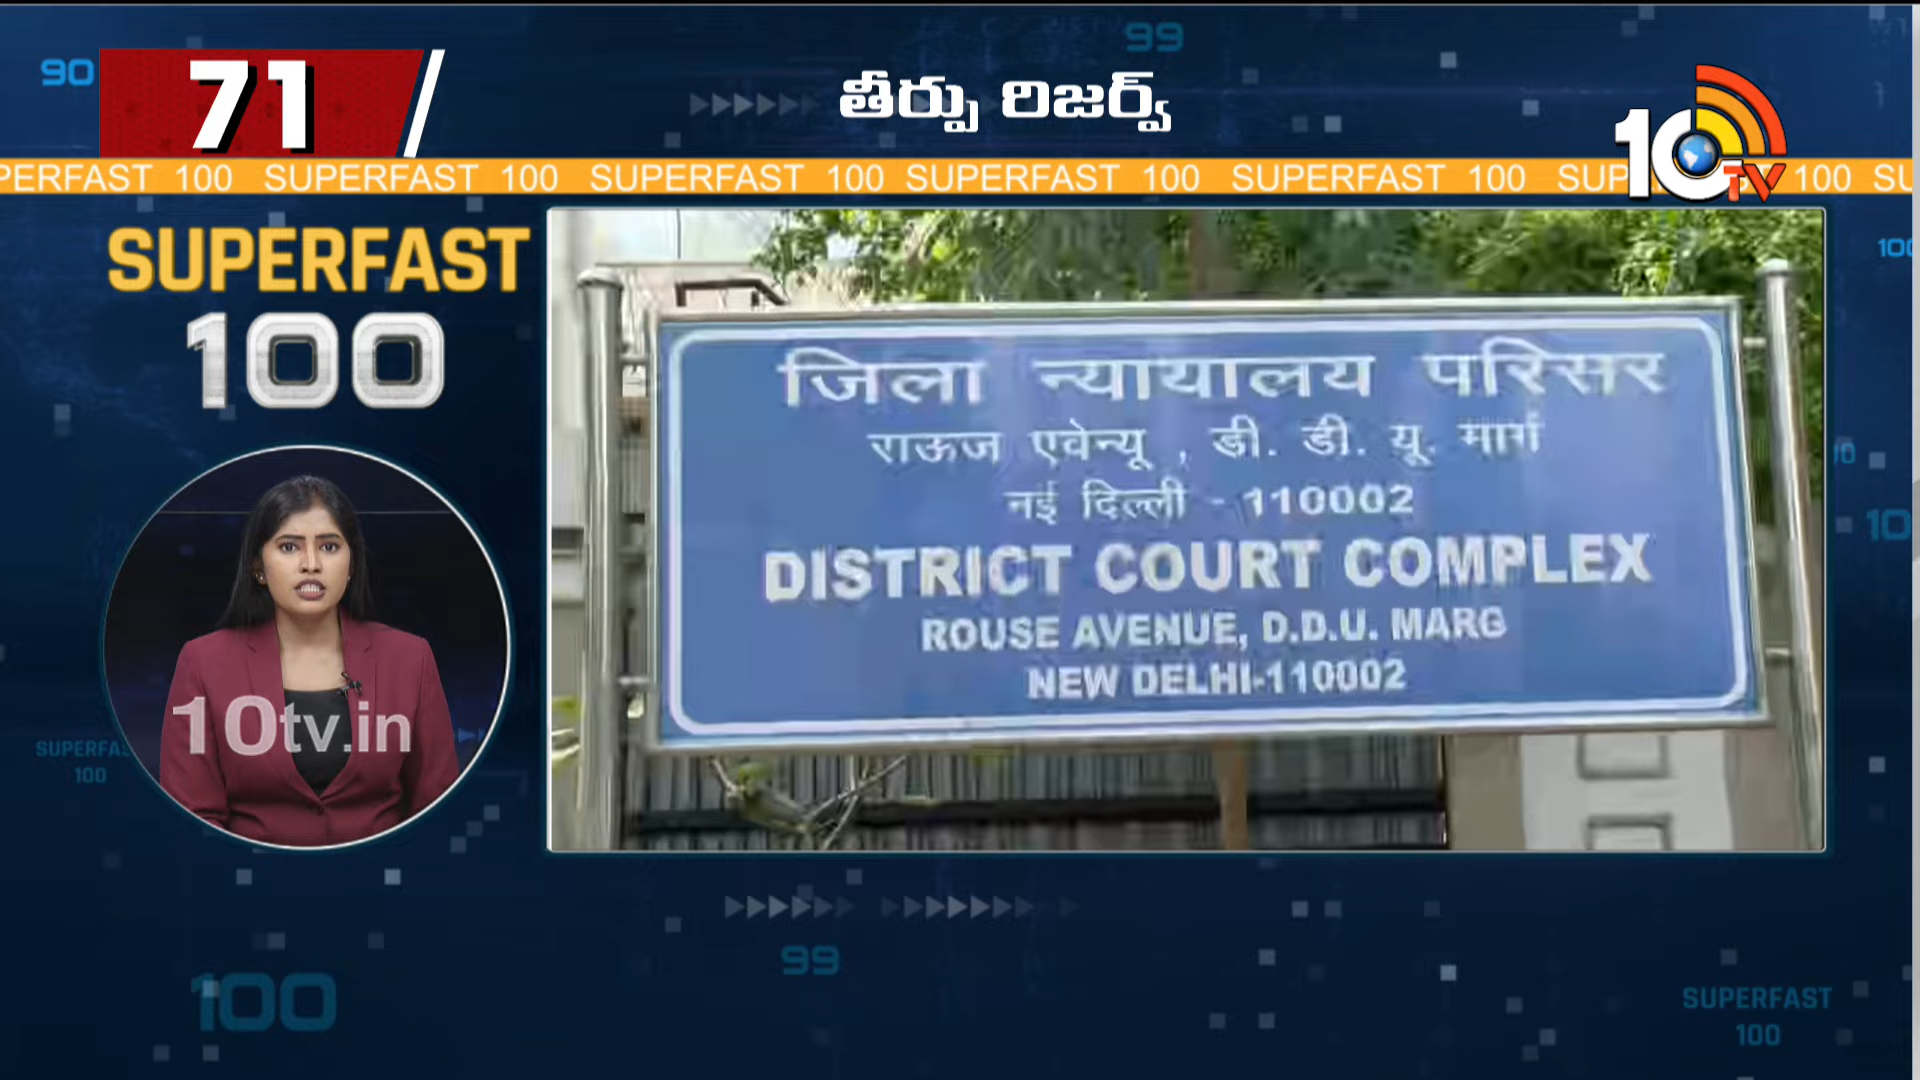 99
90
71/
తీర్పు రిజర్వ్
10TV
PERFAST 100 SUPERFAST 100 SUPERFAST 100 SUPERFAST 100 SUPERFAST 100 SUP 100 SU
SUPERFAST
100
जिला न्यायालय परिसर
राऊज एवेन्यू , डी. डी. यू. मार्ग
नई दिल्ली - 110002
DISTRICT COURT COMPLEX
ROUSE AVENUE, D.D.U. MARG
NEW DELHI-110002
10tv.in
SUPERFAS
100
99
100
SUPERFAST
100